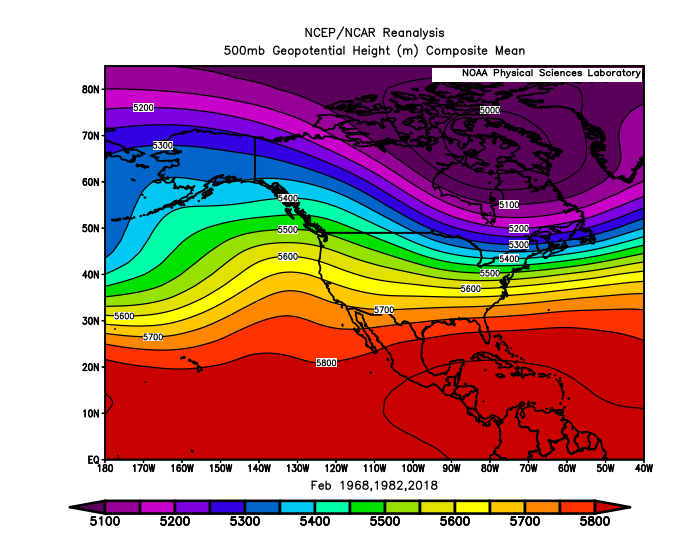 NCEP/NCAR Reanalysis
500mb Geopotential Height (m) Composite Mean
NOAA Physical Sciences Laboratory
80N
5200
5000
70N
5300
60N
5400
5100
50N
5500
5200
5300
5600
5400
40N
5500
5600
5700
30N
5600
5700
20N
5800
10N
EQ
180 170W 160W 150W 140W 130W 120W 110W 100W 90W 80W 70W 60W 50W 40W
Feb 1968,1982,2018
5100 5200 5300 5400 5500 5600 5700 5800